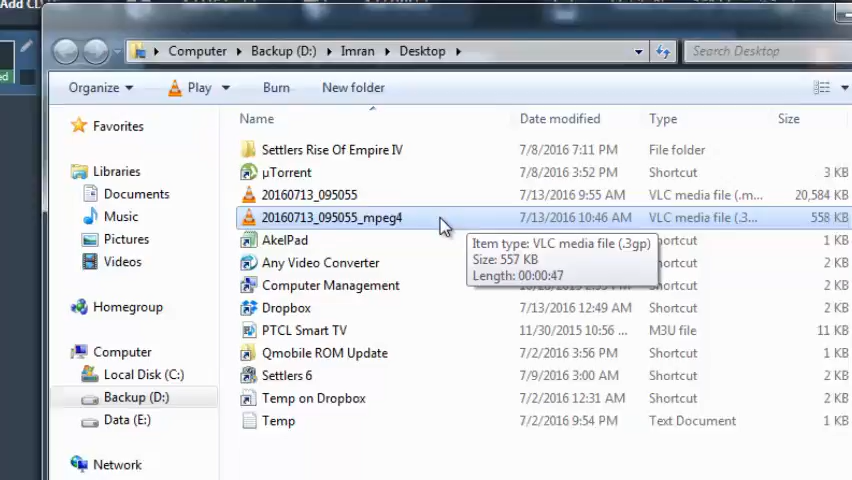 Add CL
ed
Computer Backup (D:) Imran Desktop
Search Desktop
Organize Play Burn New folder
Name Date modified Type Size
Favorites
Libraries
Documents
Music
Pictures
Videos
Homegroup
Computer
Local Disk (C:)
Backup (D:)
Data (E:)
Network
Settlers Rise Of Empire IV 7/8/2016 7:11 PM File folder
µTorrent 7/8/2016 3:52 PM Shortcut 3 KB
20160713_095055 7/13/2016 9:55 AM VLC media file (.m... 20,584 KB
20160713_095055_mpeg4 7/13/2016 10:46 AM VLC media file (.3... 558 KB
AkelPad hortcut 1 KB
Any Video Converter hortcut 1 KB
Computer Management hortcut 1 KB
Dropbox 7/13/2016 12:49 AM Shortcut 2 KB
PTCL Smart TV 11/30/2015 10:56 ... M3U file 11 KB
Qmobile ROM Update 7/2/2016 3:56 PM Shortcut 2 KB
Settlers 6 7/9/2016 3:00 AM Shortcut 2 KB
Temp on Dropbox 7/2/2016 12:31 AM Shortcut 2 KB
Temp 7/2/2016 9:54 PM Text Document 1 KB
Item type: VLC media file (.3gp)
Size: 557 KB
Length: 00:00:47